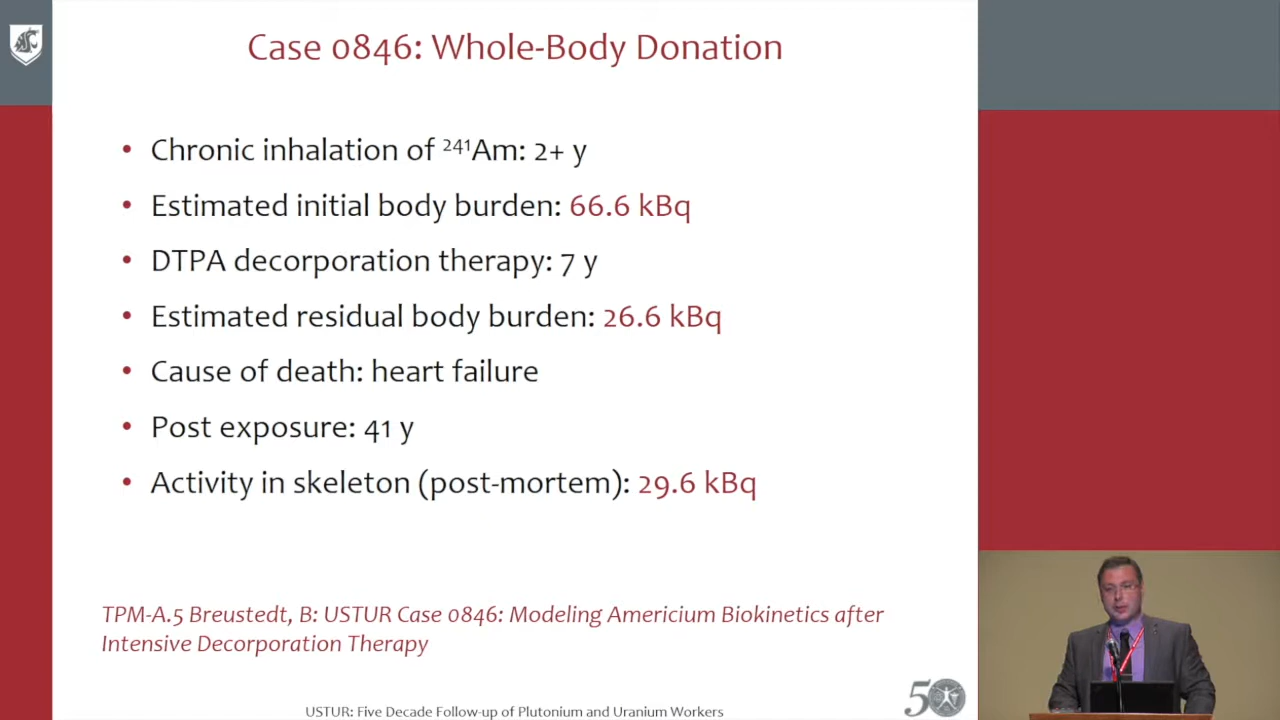 Case 0846: Whole-Body Donation
• Chronic inhalation of ²⁴¹Am: 2+ y
• Estimated initial body burden: 66.6 kBq
• DTPA decorporation therapy: 7 y
• Estimated residual body burden: 26.6 kBq
• Cause of death: heart failure
• Post exposure: 41 y
• Activity in skeleton (post-mortem): 29.6 kBq
TPM-A.5 Breustedt, B: USTUR Case 0846: Modeling Americium Biokinetics after
Intensive Decorporation Therapy
50
USTUR: Five Decade Follow-up of Plutonium and Uranium Workers